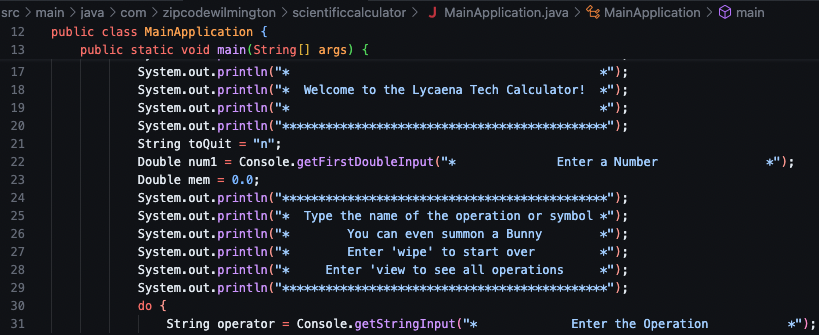 src > main > java > com > zipcodewilmington > scientificcalculator > J MainApplication.java > MainApplication > main
12 public class MainApplication {
13     public static void main(String[] args) {
17             System.out.println("*                                           *");
18             System.out.println("*  Welcome to the Lycaena Tech Calculator!  *");
19             System.out.println("*                                           *");
20             System.out.println("*********************************************");
21             String toQuit = "n";
22             Double num1 = Console.getFirstDoubleInput("*              Enter a Number               *");
23             Double mem = 0.0;
24             System.out.println("*********************************************");
25             System.out.println("*  Type the name of the operation or symbol *");
26             System.out.println("*        You can even summon a Bunny        *");
27             System.out.println("*        Enter 'wipe' to start over         *");
28             System.out.println("*     Enter 'view to see all operations     *");
29             System.out.println("*********************************************");
30             do {
31                 String operator = Console.getStringInput("*             Enter the Operation           *");